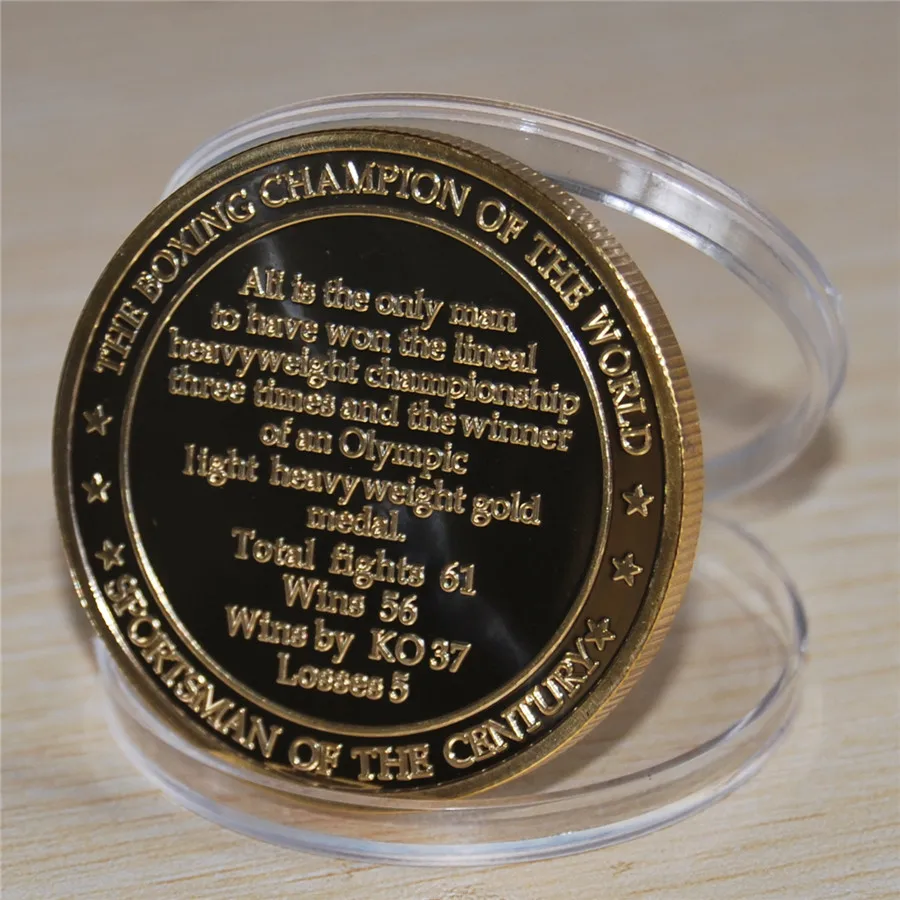 THE BOXING CHAMPION OF THE WORLD
Ali is the only man
to have won the lineal
heavyweight championship
three times and the winner
of an Olympic
light heavyweight gold
medal.
Total fights 61
Wins 56
Wins by KO 37
Losses 5
SPORTSMAN OF THE CENTURY